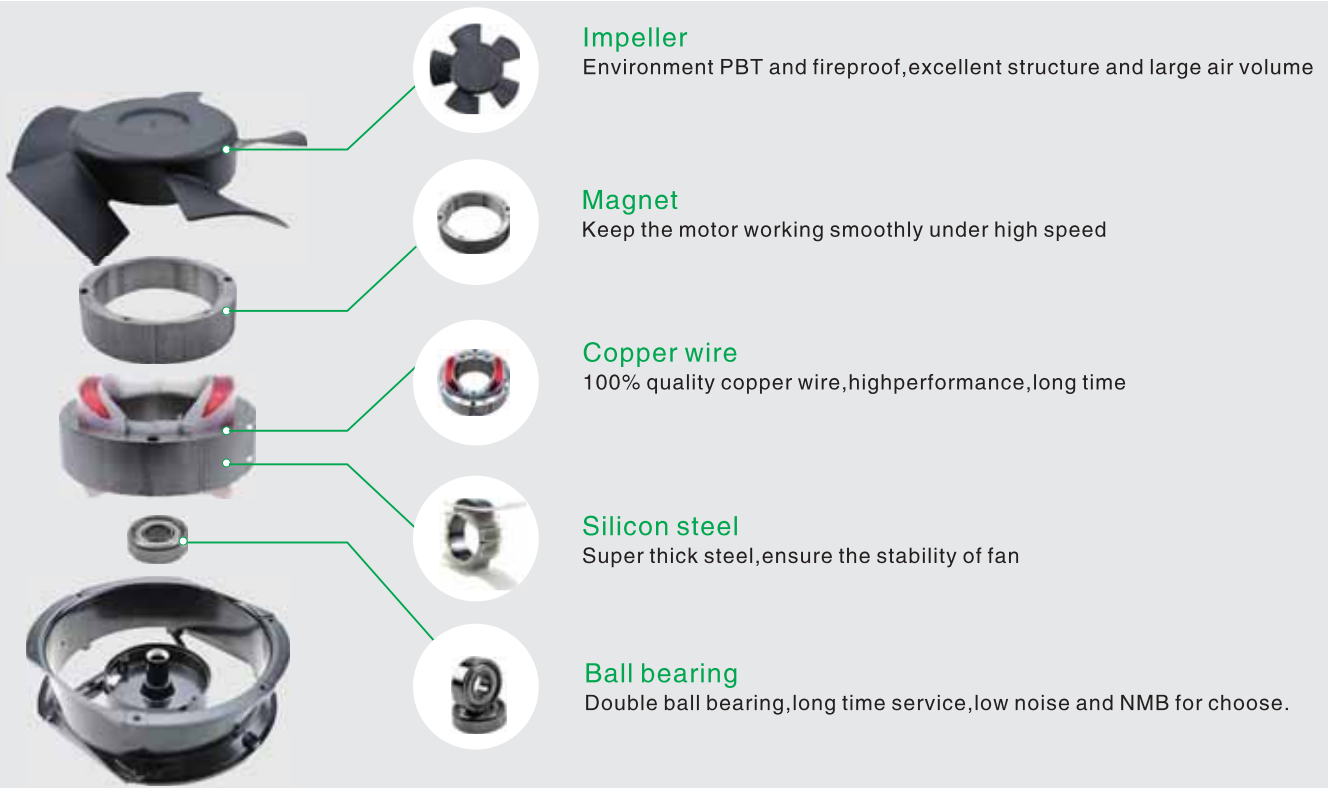 Impeller
Environment PBT and fireproof,excellent structure and large air volume
Magnet
Keep the motor working smoothly under high speed
Copper wire
100% quality copper wire,highperformance,long time
Silicon steel
Super thick steel,ensure the stability of fan
Ball bearing
Double ball bearing,long time service,low noise and NMB for choose.